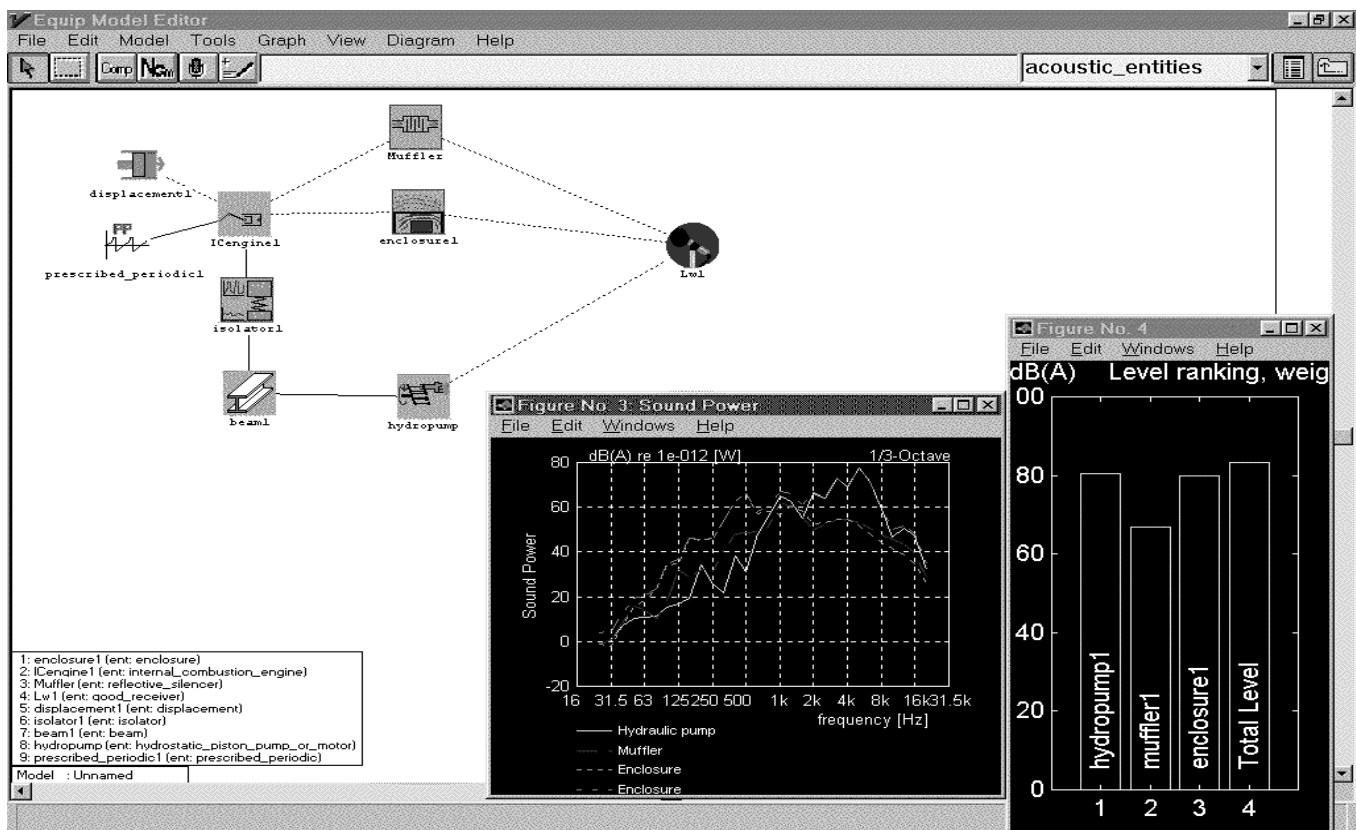 Equip Model Editor
File Edit Model Tools Graph View Diagram Help
Comp
acoustic_entities
Muffler
displacement1
ICengine1
enclosure1
PP
prescribed_periodic1
Lw1
isolator1
beam1
hydropump
Figure No. 4
File Edit Windows Help
dB(A) Level ranking, weig
00
80
60
40
20
0
hydropump1
muffler1
enclosure1
Total Level
1 2 3 4
Figure No. 3: Sound Power
File Edit Windows Help
dB(A) re 1e-012 [W] 1/3-Octave
80
60
40
20
0
-20
Sound Power
16 31.5 63 125 250 500 1k 2k 4k 8k 16k 31.5k
frequency [Hz]
Hydraulic pump
Muffler
Enclosure
Enclosure
1: enclosure1 (ent: enclosure)
2: ICengine1 (ent: internal_combustion_engine)
3: Muffler (ent: reflective_silencer)
4: Lw1 (ent: good_receiver)
5: displacement1 (ent: displacement)
6: isolator1 (ent: isolator)
7: beam1 (ent: beam)
8: hydropump (ent: hydrostatic_piston_pump_or_motor)
9: prescribed_periodic1 (ent: prescribed_periodic)
Model : Unnamed